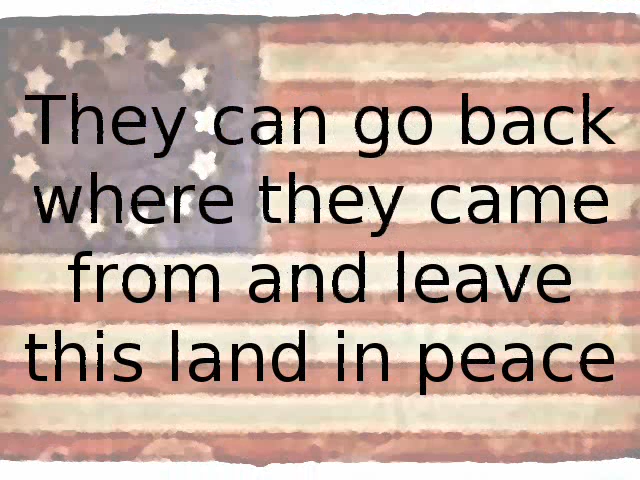 They can go back
where they came
from and leave
this land in peace